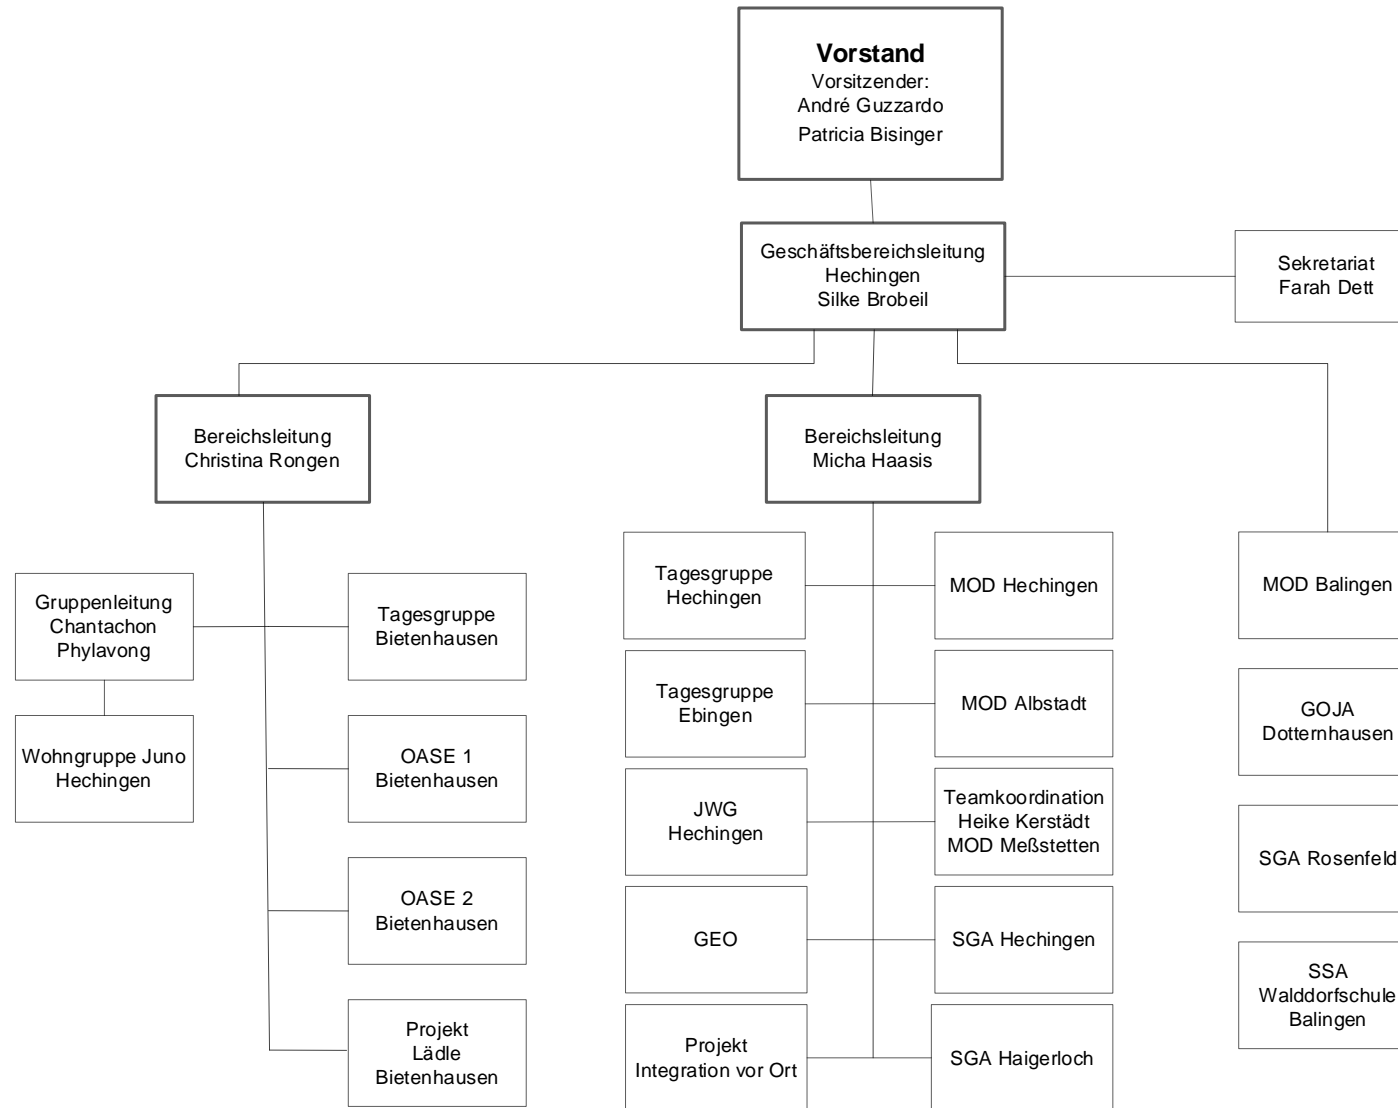 Vorstand
Vorsitzender:
André Guzzardo
Patricia Bisinger
Geschäftsbereichsleitung
Hechingen
Silke Brobeil
Sekretariat
Farah Dett
Bereichsleitung
Christina Rongen
Bereichsleitung
Micha Haasis
Gruppenleitung
Chantachon
Phylavong
Wohngruppe Juno
Hechingen
Tagesgruppe
Bietenhausen
OASE 1
Bietenhausen
OASE 2
Bietenhausen
Projekt
Lädle
Bietenhausen
Tagesgruppe
Hechingen
Tagesgruppe
Ebingen
JWG
Hechingen
GEO
Projekt
Integration vor Ort
MOD Hechingen
MOD Albstadt
Teamkoordination
Heike Kerstädt
MOD Meßstetten
SGA Hechingen
SGA Haigerloch
MOD Balingen
GOJA
Dotternhausen
SGA Rosenfeld
SSA
Walddorfschule
Balingen